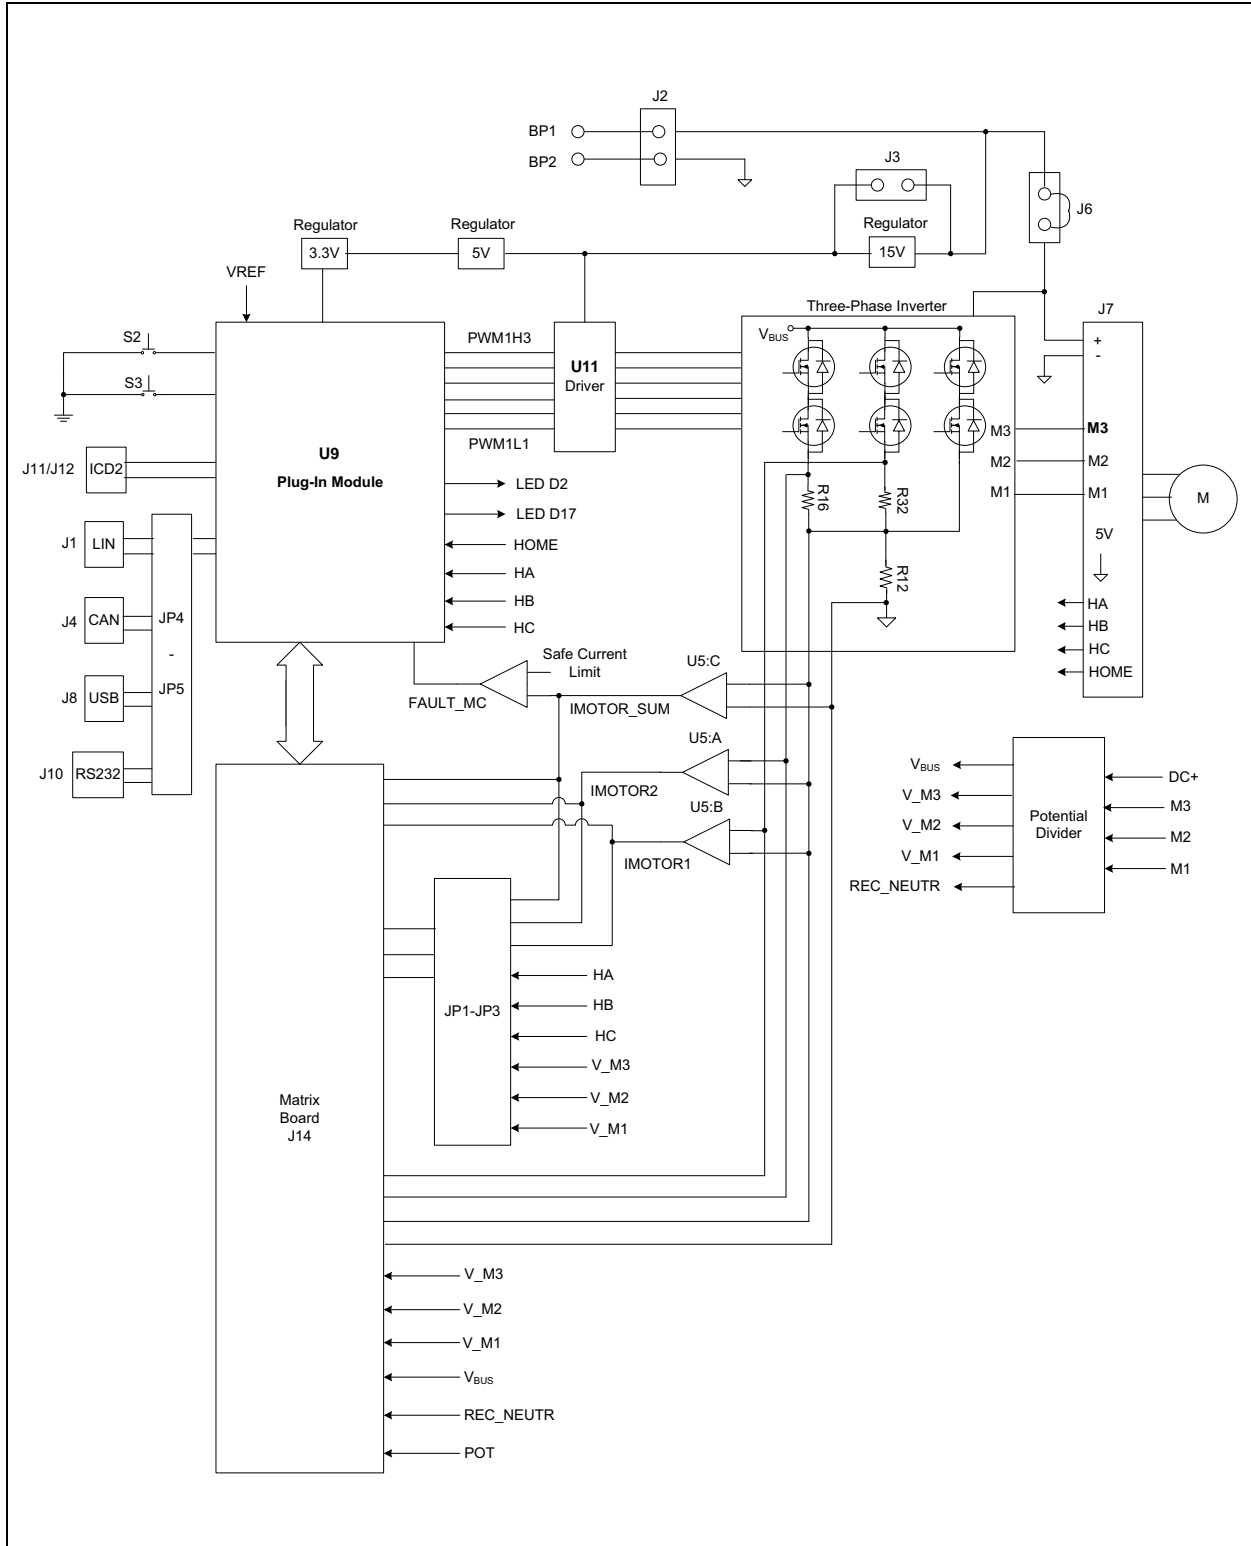 J2
BP1
BP2
J3
J6
Regulator
Regulator
Regulator
3.3V
5V
15V
VREF
Three-Phase Inverter
J7
VBUS
+
-
S2
S3
PWM1H3
U11
Driver
PWM1L1
U9
Plug-In Module
J11/J12
ICD2
LED D2
LED D17
HOME
HA
HB
HC
M3
M2
M1
M3
M2
M1
M
5V
R16
R32
R12
HA
HB
HC
HOME
J1
LIN
J4
CAN
J8
USB
J10
RS232
JP4
-
JP5
Safe Current
Limit
FAULT_MC
IMOTOR_SUM
U5:C
U5:A
IMOTOR2
U5:B
IMOTOR1
VBUS
V_M3
V_M2
V_M1
REC_NEUTR
Potential
Divider
DC+
M3
M2
M1
JP1-JP3
HA
HB
HC
V_M3
V_M2
V_M1
Matrix
Board
J14
V_M3
V_M2
V_M1
VBUS
REC_NEUTR
POT